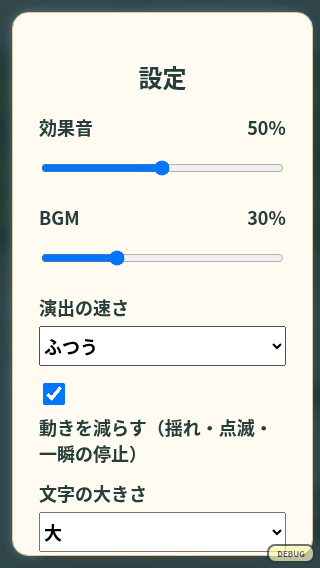 設定
効果音 50%
BGM 30%
演出の速さ
ふつう
動きを減らす（揺れ・点滅・
一瞬の停止）
文字の大きさ
大
DEBUG